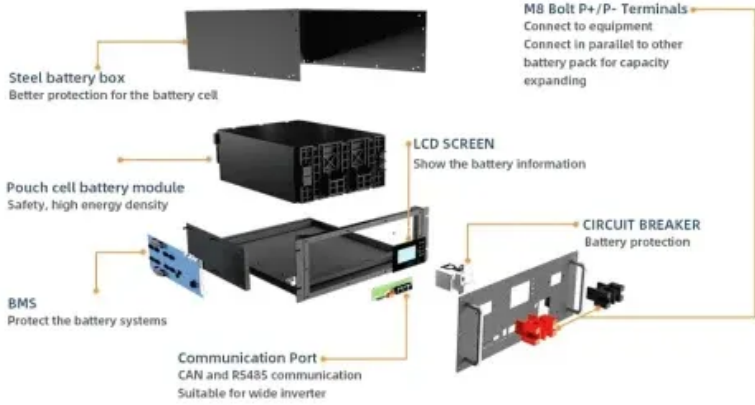 M8 Bolt P+/P- Terminals
Connect to equipment
Connect in parallel to other
battery pack for capacity
expanding
Steel battery box
Better protection for the battery cell
LCD SCREEN
Show the battery information
Pouch cell battery module
Safety, high energy density
CIRCUIT BREAKER
Battery protection
BMS
Protect the battery systems
Communication Port
CAN and RS485 communication
Suitable for wide inverter